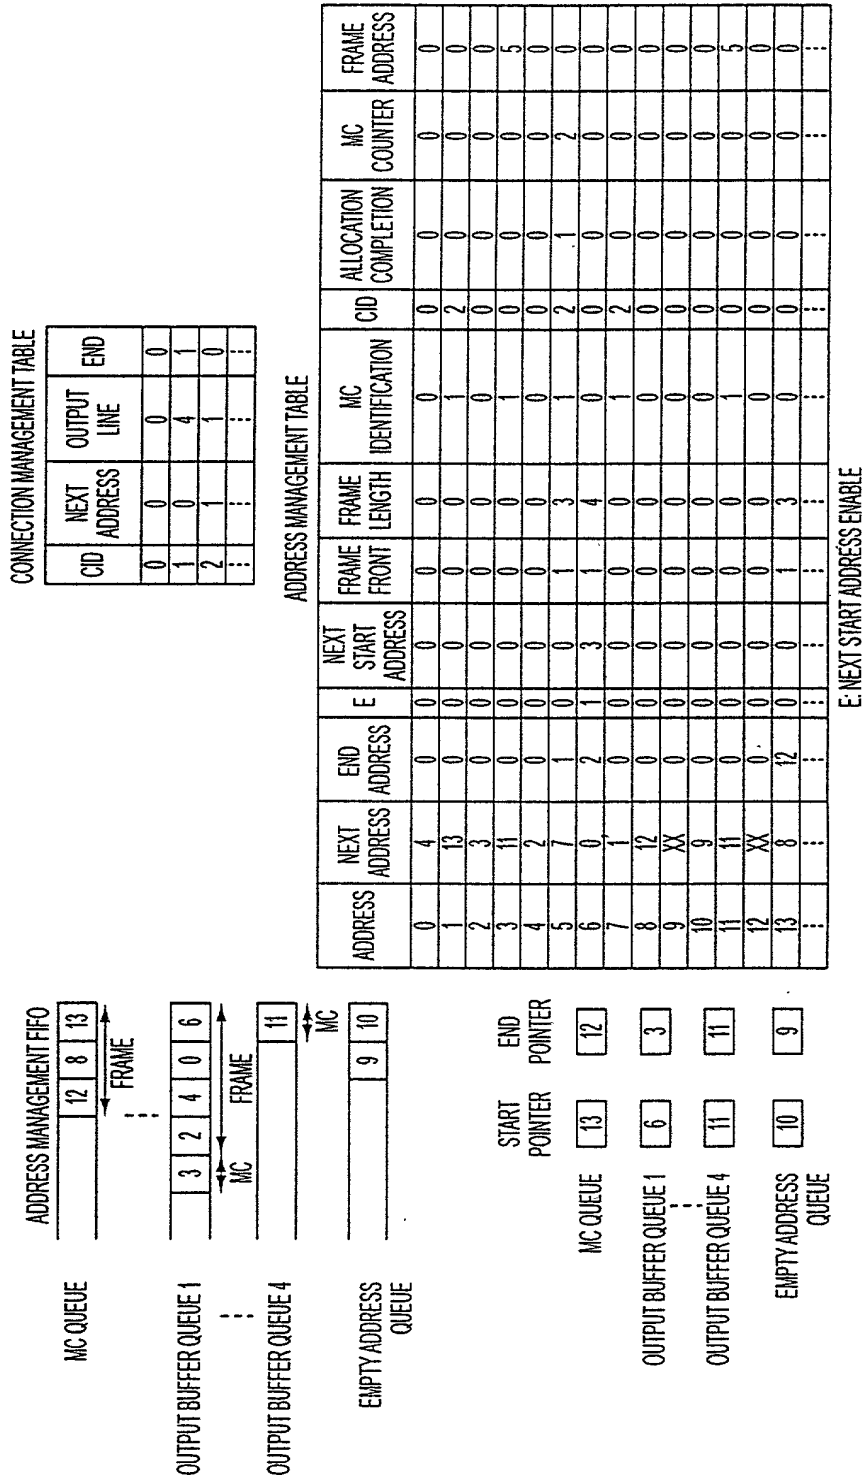 ADDRESS MANAGEMENT FIFO
MC QUEUE
12 8 13
FRAME
OUTPUT BUFFER QUEUE 1
3 2 4 0 6
MC FRAME
OUTPUT BUFFER QUEUE 4
11
MC
EMPTY ADDRESS
QUEUE
9 10
START
POINTER
END
POINTER
MC QUEUE 13 12
OUTPUT BUFFER QUEUE 1 6 3
OUTPUT BUFFER QUEUE 4 11 11
EMPTY ADDRESS
QUEUE
10 9
CONNECTION MANAGEMENT TABLE
CID NEXT ADDRESS OUTPUT LINE END
0 0 0 0
1 0 4 1
2 1 1 0
ADDRESS MANAGEMENT TABLE
ADDRESS NEXT ADDRESS END ADDRESS E NEXT START ADDRESS FRAME FRONT FRAME LENGTH MC IDENTIFICATION CID ALLOCATION COMPLETION MC COUNTER FRAME ADDRESS
0 4 0 0 0 0 0 0 0 0 0 0
1 13 0 0 0 0 0 1 2 0 0 0
2 3 0 0 0 0 0 0 0 0 0 0
3 11 0 0 0 0 0 1 0 0 0 5
4 2 0 0 0 0 0 0 0 0 0 0
5 7 1 0 0 1 3 1 2 1 2 0
6 0 2 1 3 1 4 0 0 0 0 0
7 1 0 0 0 0 0 1 2 0 0 0
8 12 0 0 0 0 0 0 0 0 0 0
9 XX 0 0 0 0 0 0 0 0 0 0
10 9 0 0 0 0 0 0 0 0 0 0
11 11 0 0 0 0 0 1 0 0 0 5
12 XX 0 0 0 0 0 0 0 0 0 0
13 8 12 0 0 1 3 0 0 0 0 0
E: NEXT START ADDRESS ENABLE